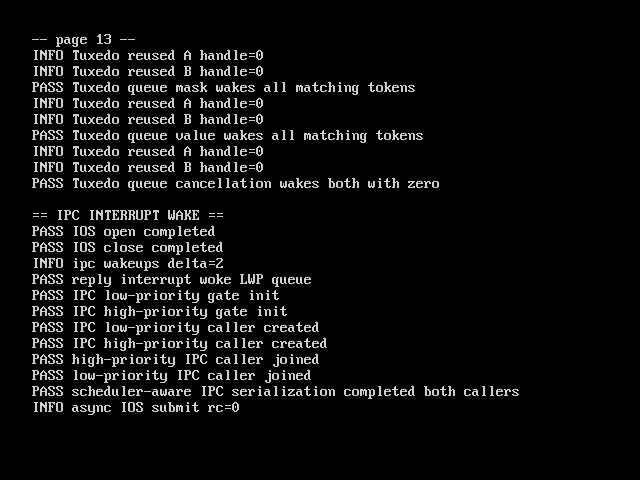 -- page 13 --
INFO Tuxedo reused A handle=0
INFO Tuxedo reused B handle=0
PASS Tuxedo queue mask wakes all matching tokens
INFO Tuxedo reused A handle=0
INFO Tuxedo reused B handle=0
PASS Tuxedo queue value wakes all matching tokens
INFO Tuxedo reused A handle=0
INFO Tuxedo reused B handle=0
PASS Tuxedo queue cancellation wakes both with zero

== IPC INTERRUPT WAKE ==
PASS IOS open completed
PASS IOS close completed
INFO ipc wakeups delta=2
PASS reply interrupt woke LWP queue
PASS IPC low-priority gate init
PASS IPC high-priority gate init
PASS IPC low-priority caller created
PASS IPC high-priority caller created
PASS high-priority IPC caller joined
PASS low-priority IPC caller joined
PASS scheduler-aware IPC serialization completed both callers
INFO async IOS submit rc=0